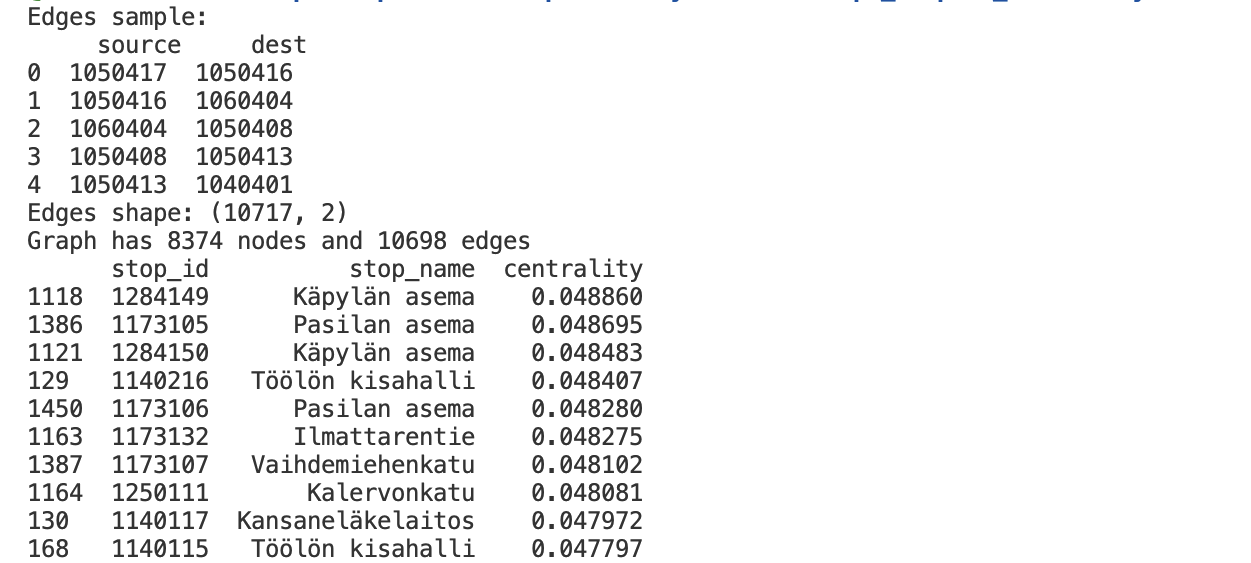 Edges sample:
source dest
0 1050417 1050416
1 1050416 1060404
2 1060404 1050408
3 1050408 1050413
4 1050413 1040401
Edges shape: (10717, 2)
Graph has 8374 nodes and 10698 edges
stop_id stop_name centrality
1118 1284149 Käpylän asema 0.048860
1386 1173105 Pasilan asema 0.048695
1121 1284150 Käpylän asema 0.048483
129 1140216 Töölön kisahalli 0.048407
1450 1173106 Pasilan asema 0.048280
1163 1173132 Ilmattarentie 0.048275
1387 1173107 Vaihdemiehenkatu 0.048102
1164 1250111 Kalervonkatu 0.048081
130 1140117 Kansaneläkelaitos 0.047972
168 1140115 Töölön kisahalli 0.047797